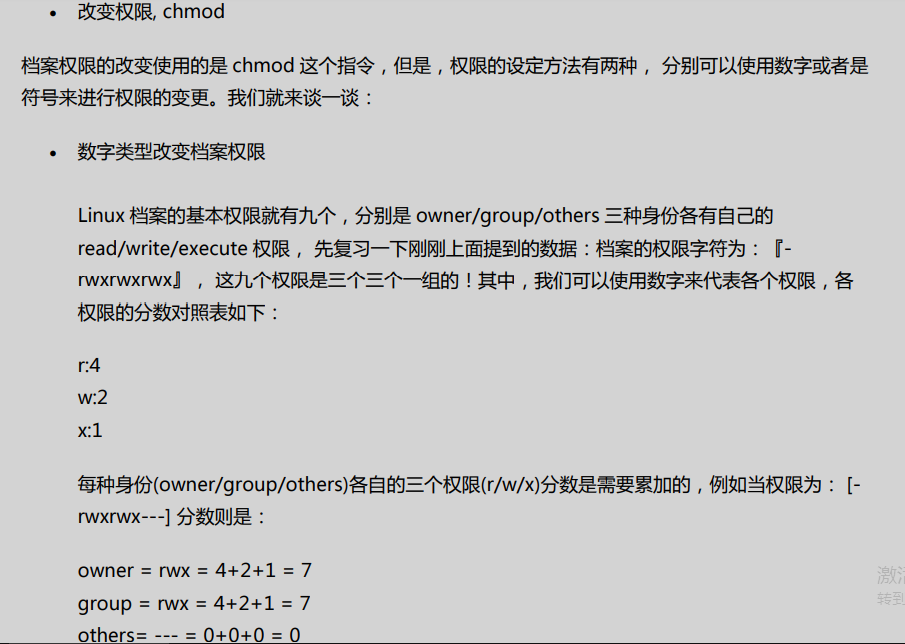 • 改变权限, chmod
档案权限的改变使用的是 chmod 这个指令，但是，权限的设定方法有两种， 分别可以使用数字或者是
符号来进行权限的变更。我们就来谈一谈：
• 数字类型改变档案权限
Linux 档案的基本权限就有九个，分别是 owner/group/others 三种身份各有自己的
read/write/execute 权限， 先复习一下刚刚上面提到的数据：档案的权限字符为：『-
rwxrwxrwx』， 这九个权限是三个三个一组的！其中，我们可以使用数字来代表各个权限，各
权限的分数对照表如下：
r:4
w:2
x:1
每种身份(owner/group/others)各自的三个权限(r/w/x)分数是需要累加的，例如当权限为： [-
rwxrwx---] 分数则是：
owner = rwx = 4+2+1 = 7
激活
转到
group = rwx = 4+2+1 = 7
others= --- = 0+0+0 = 0